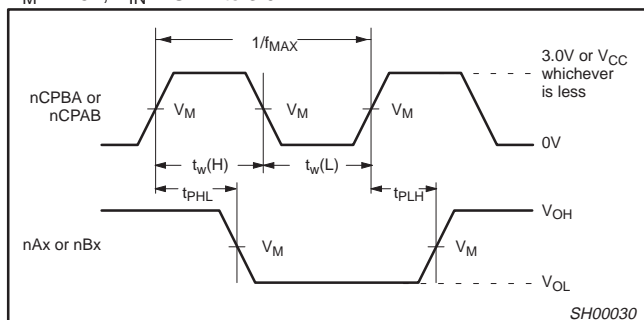 1/fMAX
3.0V or VCC
whichever
is less
nCPBA or
nCPAB
VM
VM
VM
0V
tw(H)
tw(L)
tPHL
tPLH
VOH
nAx or nBx
VM
VM
VOL
SH00030